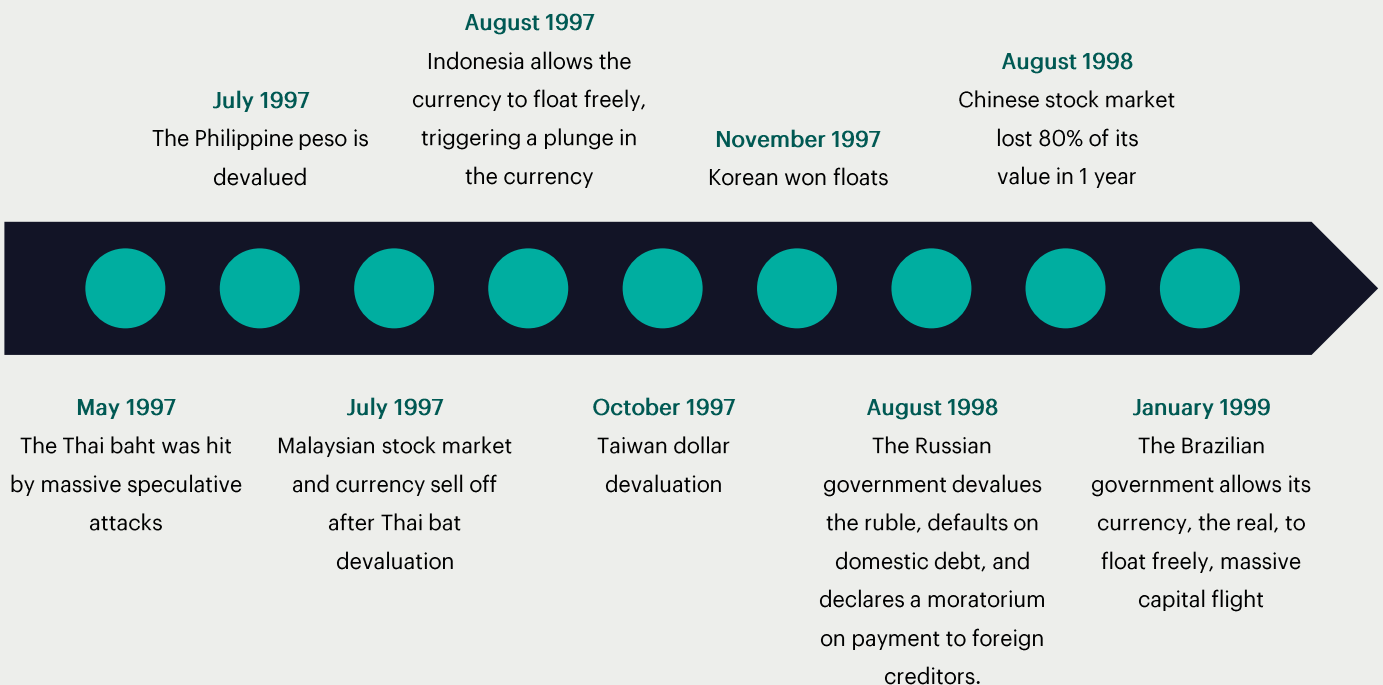 May 1997
The Thai baht was hit
by massive speculative
attacks
July 1997
The Philippine peso is
devalued
July 1997
Malaysian stock market
and currency sell off
after Thai bat
devaluation
August 1997
Indonesia allows the
currency to float freely,
triggering a plunge in
the currency
October 1997
Taiwan dollar
devaluation
November 1997
Korean won floats
August 1998
The Russian
government devalues
the ruble, defaults on
domestic debt, and
declares a moratorium
on payment to foreign
creditors.
August 1998
Chinese stock market
lost 80% of its
value in 1 year
January 1999
The Brazilian
government allows its
currency, the real, to
float freely, massive
capital flight